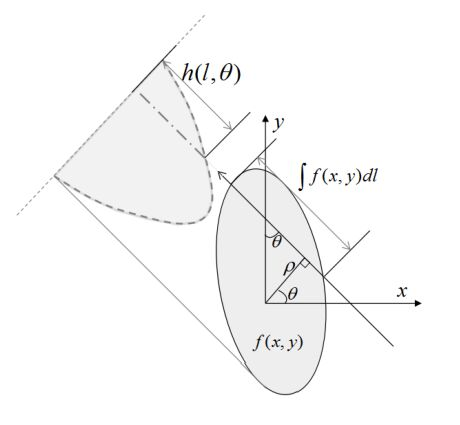 h(l,θ)
y
∫ f(x, y)dl
θ
ρ
θ
x
f(x, y)